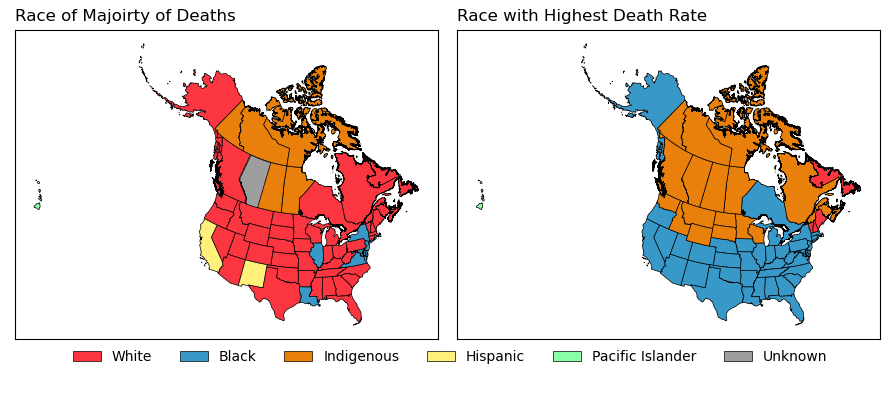 Race of Majoirty of Deaths
Race with Highest Death Rate
White Black Indigenous Hispanic Pacific Islander Unknown